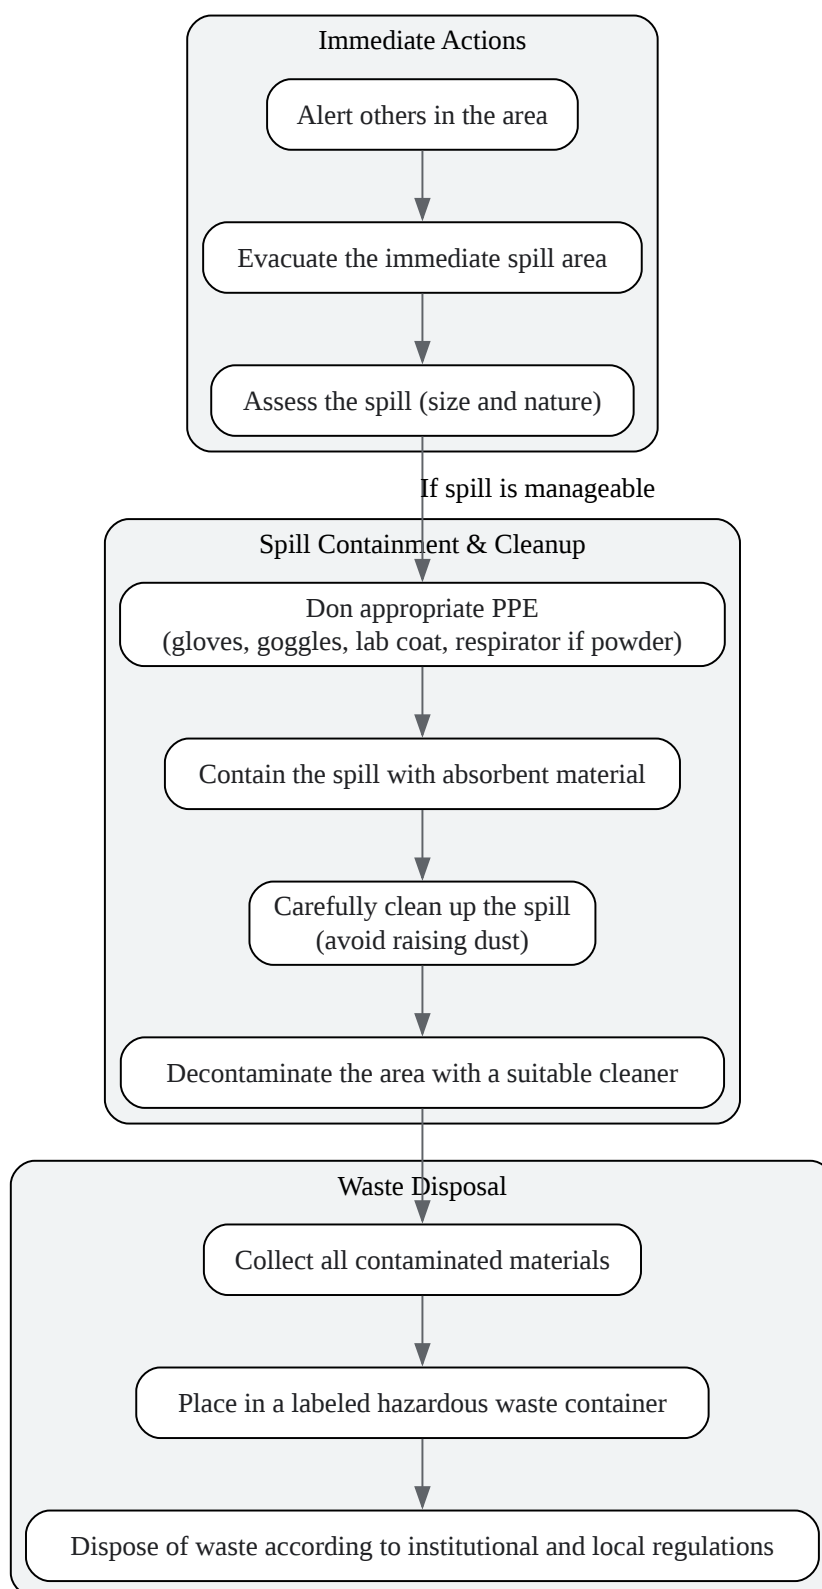 Immediate Actions
Alert others in the area
Evacuate the immediate spill area
Assess the spill (size and nature)
If spill is manageable
Spill Containment & Cleanup
Don appropriate PPE
(gloves, goggles, lab coat, respirator if powder)
Contain the spill with absorbent material
Carefully clean up the spill
(avoid raising dust)
Decontaminate the area with a suitable cleaner
Waste Disposal
Collect all contaminated materials
Place in a labeled hazardous waste container
Dispose of waste according to institutional and local regulations